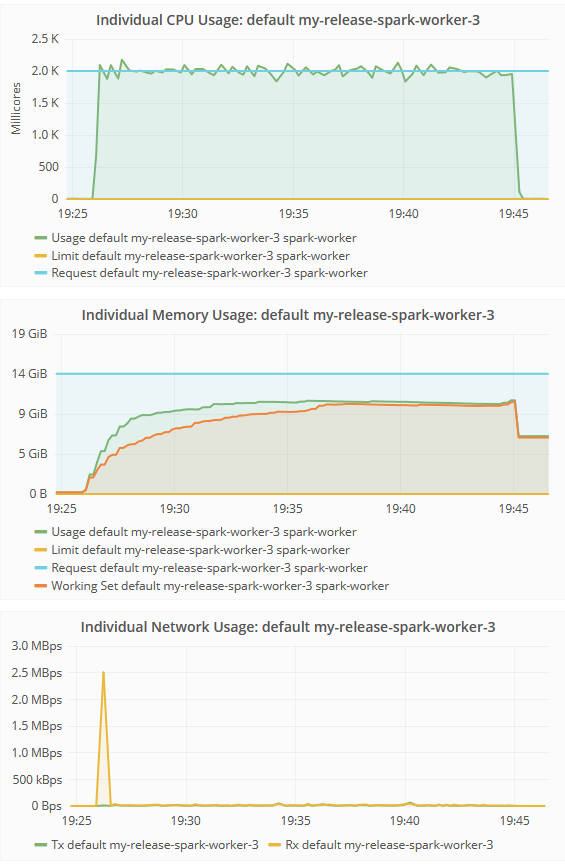 Individual CPU Usage: default my-release-spark-worker-3
2.5 K
2.0 K
1.5 K
1.0 K
500
0
Millicores
19:25 19:30 19:35 19:40 19:45
Usage default my-release-spark-worker-3 spark-worker
Limit default my-release-spark-worker-3 spark-worker
Request default my-release-spark-worker-3 spark-worker
Individual Memory Usage: default my-release-spark-worker-3
19 GiB
14 GiB
9 GiB
5 GiB
0 B
19:25 19:30 19:35 19:40 19:45
Usage default my-release-spark-worker-3 spark-worker
Limit default my-release-spark-worker-3 spark-worker
Request default my-release-spark-worker-3 spark-worker
Working Set default my-release-spark-worker-3 spark-worker
Individual Network Usage: default my-release-spark-worker-3
3.0 MBps
2.5 MBps
2.0 MBps
1.5 MBps
1.0 MBps
500 kBps
0 Bps
19:25 19:30 19:35 19:40 19:45
Tx default my-release-spark-worker-3 Rx default my-release-spark-worker-3